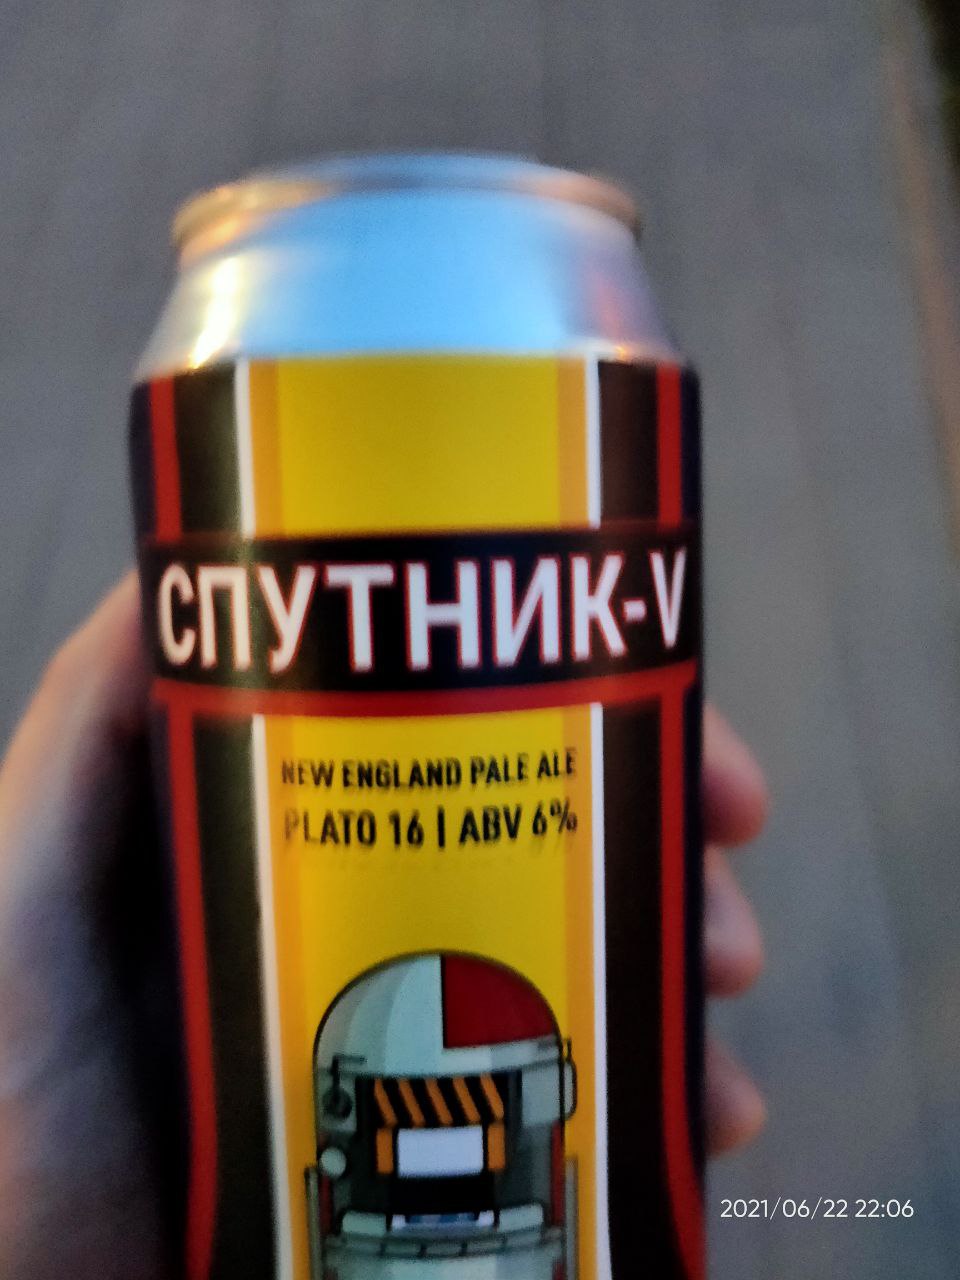 СПУТНИК-V
NEW ENGLAND PALE ALE
PLATO 16 | ABV 6%
2021/06/22 22:06